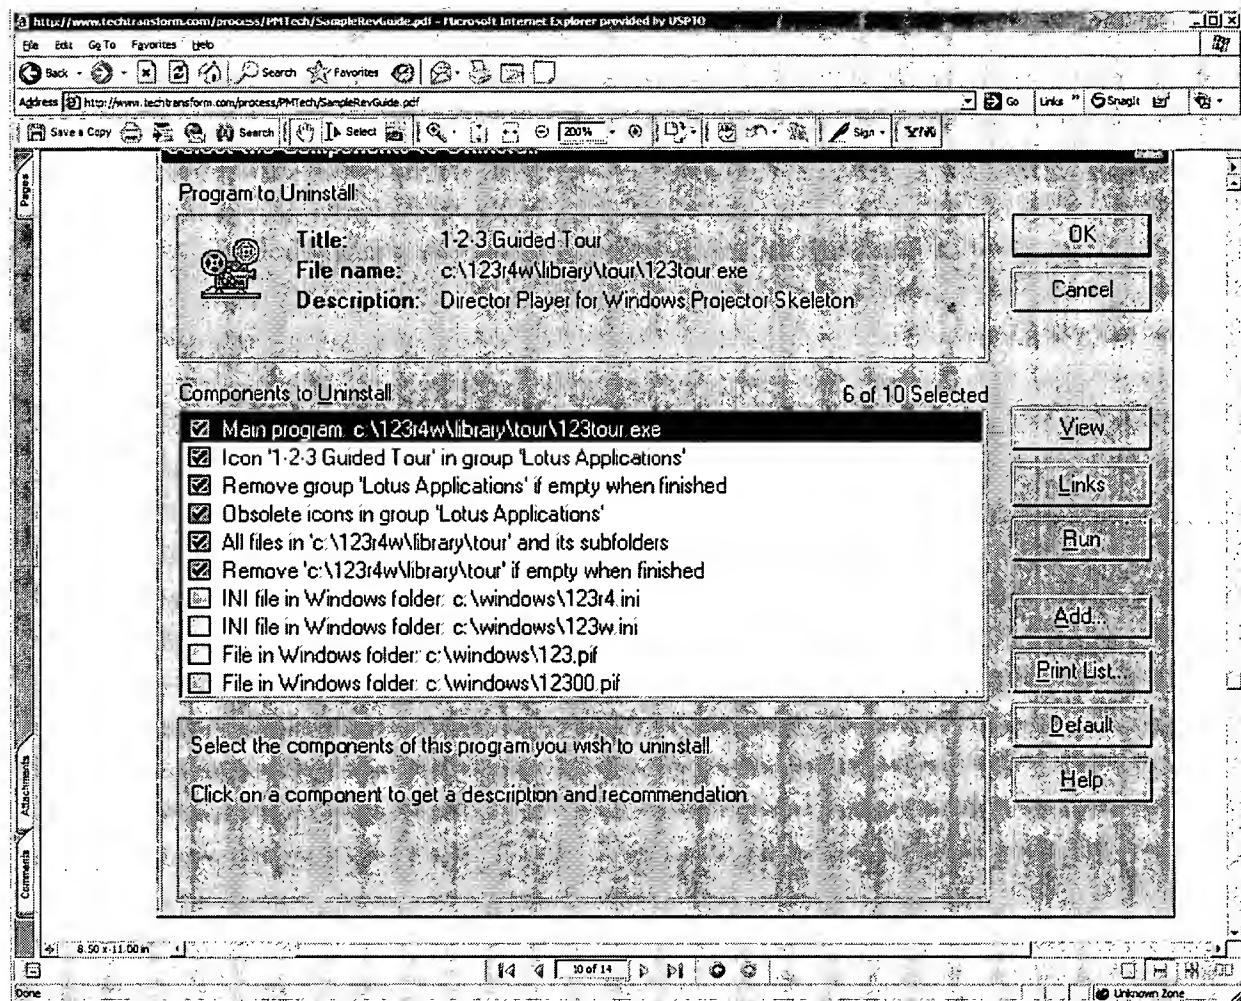 http://www.techtransform.com/process/PMTech/SampleRevGuide.pdf - Microsoft Internet Explorer provided by USPTO
File Edit Go To Favorites Help
Back Search Favorites
Address http://www.techtransform.com/process/PMTech/SampleRevGuide.pdf Go Links » SnagIt
Save a Copy Search Select 200% Sign
Pages
Program to Uninstall
Title: 1-2-3 Guided Tour
File name: c:\123r4w\library\tour\123tour.exe
Description: Director Player for Windows Projector Skeleton
OK
Cancel
Components to Uninstall 6 of 10 Selected
Main program: c:\123r4w\library\tour\123tour.exe
Icon '1-2-3 Guided Tour' in group 'Lotus Applications'
Remove group 'Lotus Applications' if empty when finished
Obsolete icons in group 'Lotus Applications'
All files in 'c:\123r4w\library\tour' and its subfolders
Remove 'c:\123r4w\library\tour' if empty when finished
INI file in Windows folder: c:\windows\123r4.ini
INI file in Windows folder: c:\windows\123w.ini
File in Windows folder: c:\windows\123.pif
File in Windows folder: c:\windows\12300.pif
View
Links
Run
Add...
Print List...
Default
Help
Select the components of this program you wish to uninstall.
Click on a component to get a description and recommendation.
Attachments
Comments
8.50 x 11.00 in
10 of 14
Done Unknown Zone